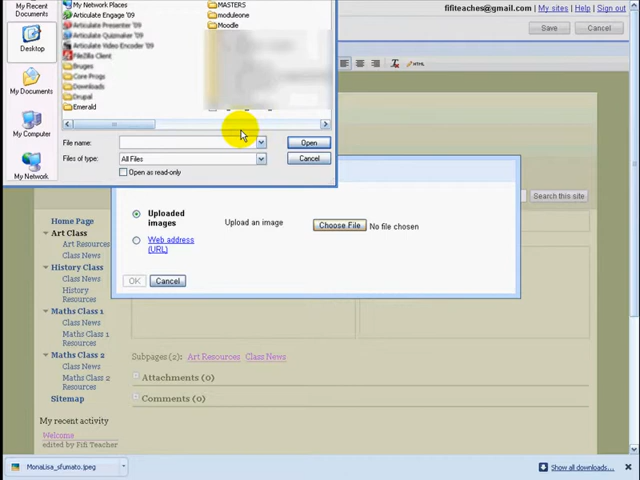 My Recent
Documents
Desktop
My Documents
My Computer
My Network
My Network Places
Articulate Engage '09
Articulate Presenter '09
Articulate Quizmaker '09
Articulate Video Encoder '09
FileZilla Client
Bruges
Core Progs
Downloads
Drupal
Emerald
MASTERS
moduleone
Moodle
File name:
Open
Files of type:
All Files
Cancel
Open as read-only
fifiteaches@gmail.com | My sites | Help | Sign out
Save
Cancel
HTML
Search this site
Uploaded
images
Web address
(URL)
Upload an image
Choose File
No file chosen
OK
Cancel
Home Page
Art Class
Art Resources
Class News
History Class
Class News
History
Resources
Maths Class 1
Class News
Maths Class 1
Resources
Maths Class 2
Class News
Maths Class 2
Resources
Sitemap
My recent activity
Welcome
edited by Fifi Teacher
Subpages (2): Art Resources Class News
Attachments (0)
Comments (0)
MonaLisa_sfumato.jpeg
Show all downloads...